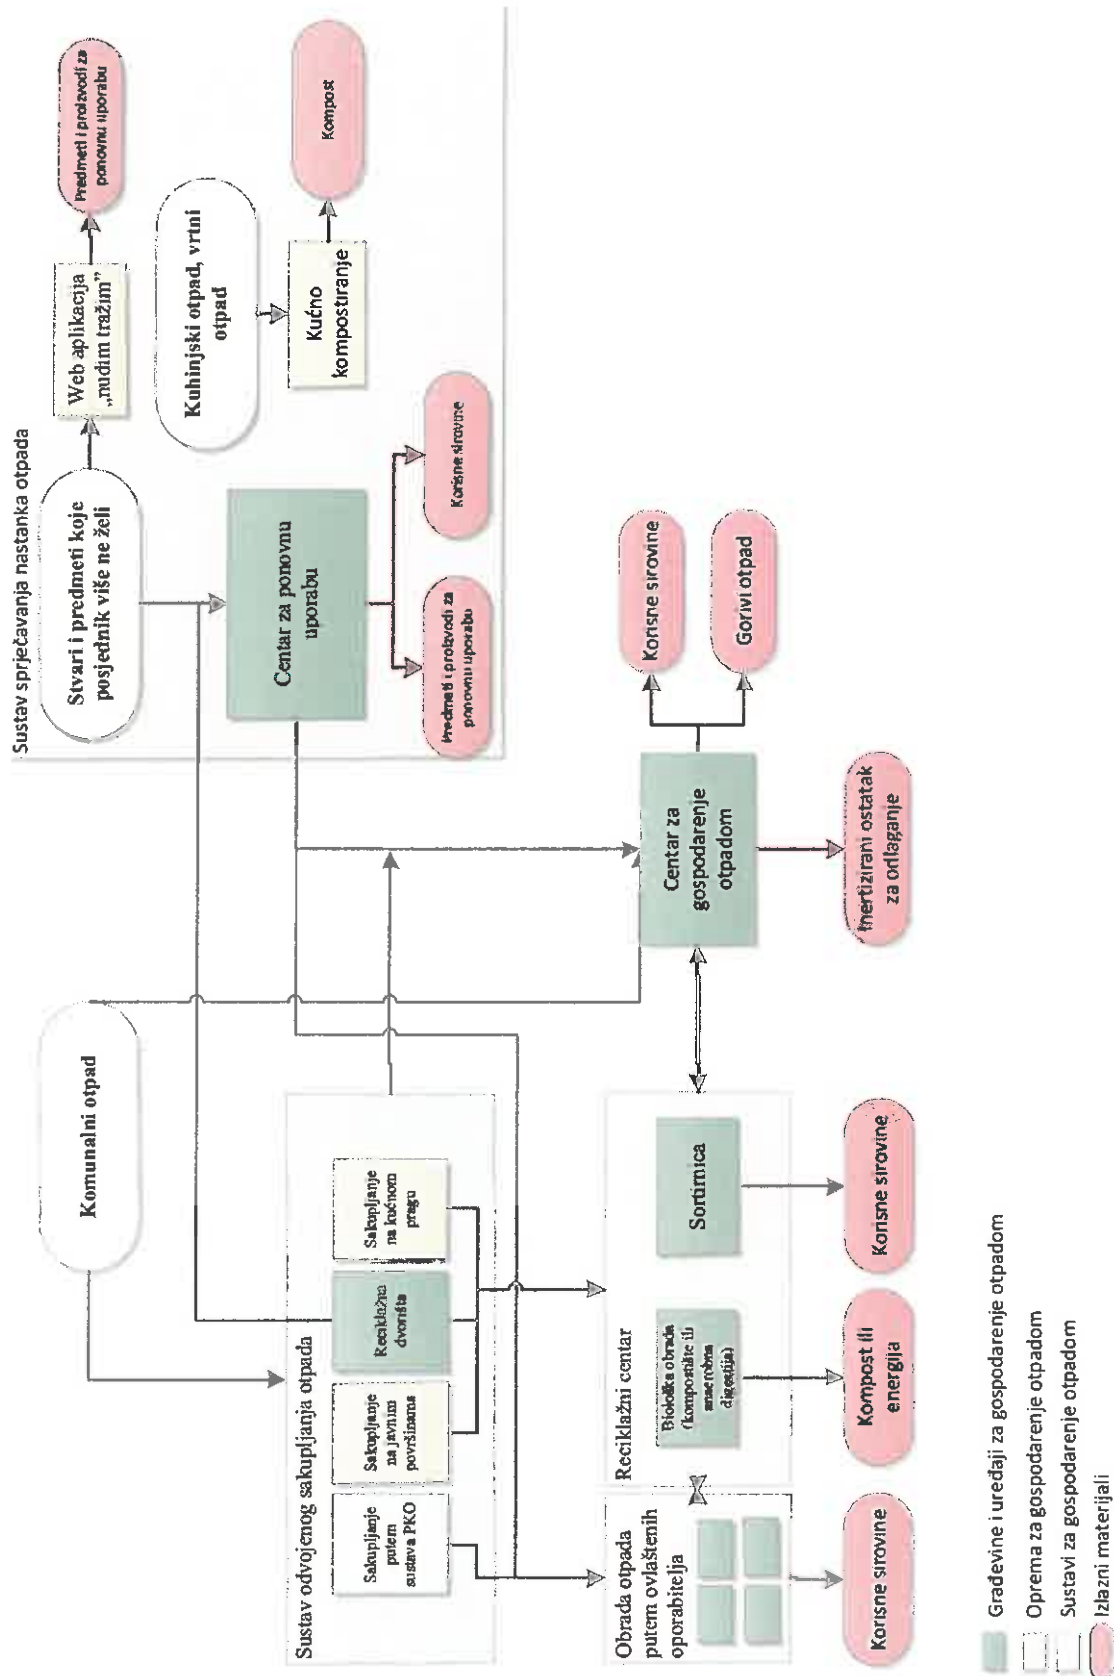 Komunalni otpad
Sustav sprječavanja nastanka otpada
Stvari i predmeti koje
posjednik više ne želi
Web aplikacija
„nudim tražim”
Predmeti i proizvodi za
ponovnu uporabu
Centar za ponovnu
uporabu
Kuhinjski otpad, vrtni
otpad
Kućno
kompostiranje
Kompost
Predmeti i proizvodi za
ponovnu uporabu
Korisne sirovine
Sustav odvojenog sakupljanja otpada
Sakupljanje
putem
sustava PKO
Sakupljanje
na javnim
površinama
Reciklažna
dvorišta
Sakupljanje
na kućnom
pragu
Obrada otpada
putem ovlaštenih
oporabitelja
Reciklažni centar
Biološka obrada
(kompostište ili
anaerobna
digestija)
Sortirnica
Centar za
gospodarenje
otpadom
Korisne sirovine
Gorivi otpad
Korisne sirovine
Kompost ili
energija
Korisne sirovine
Inertizirani ostatak
za odlaganje
Građevine i uređaji za gospodarenje otpadom
Oprema za gospodarenje otpadom
Sustavi za gospodarenje otpadom
Izlazni materijali